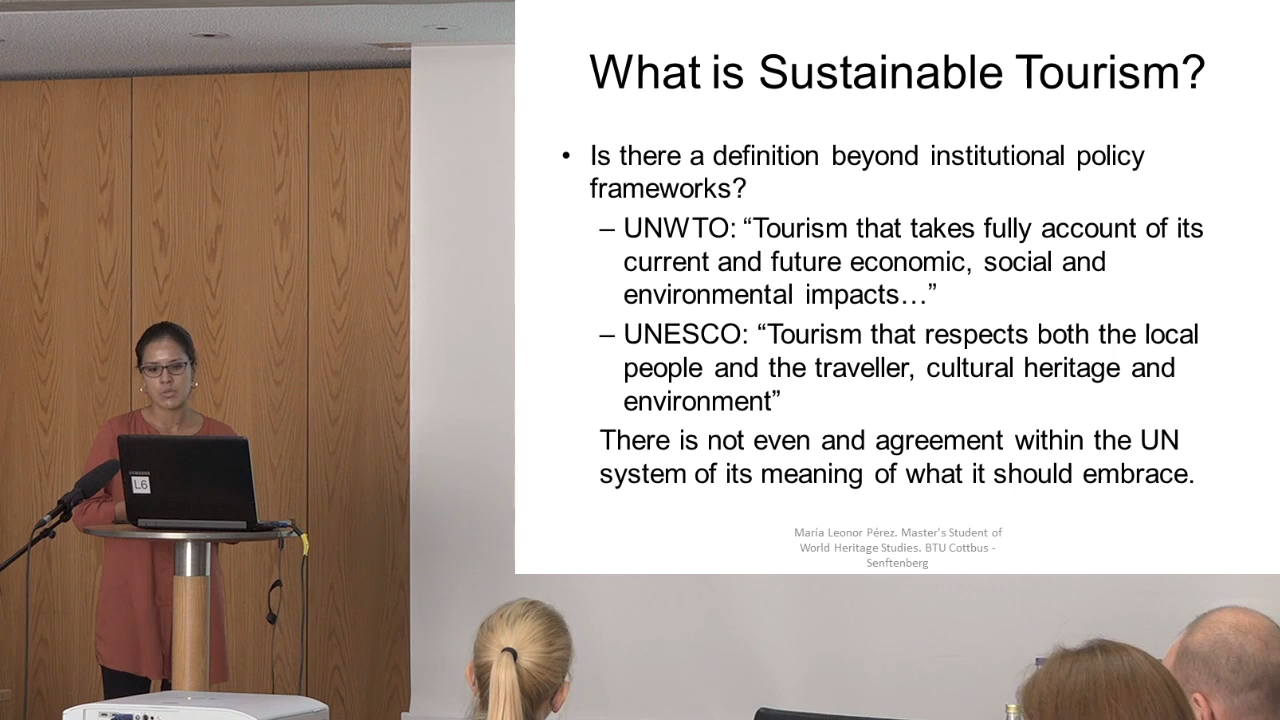 What is Sustainable Tourism?
• Is there a definition beyond institutional policy
frameworks?
– UNWTO: “Tourism that takes fully account of its
current and future economic, social and
environmental impacts…”
– UNESCO: “Tourism that respects both the local
people and the traveller, cultural heritage and
environment”
There is not even and agreement within the UN
system of its meaning of what it should embrace.
María Leonor Pérez. Master's Student of
World Heritage Studies. BTU Cottbus -
Senftenberg
SAMSUNG
L6